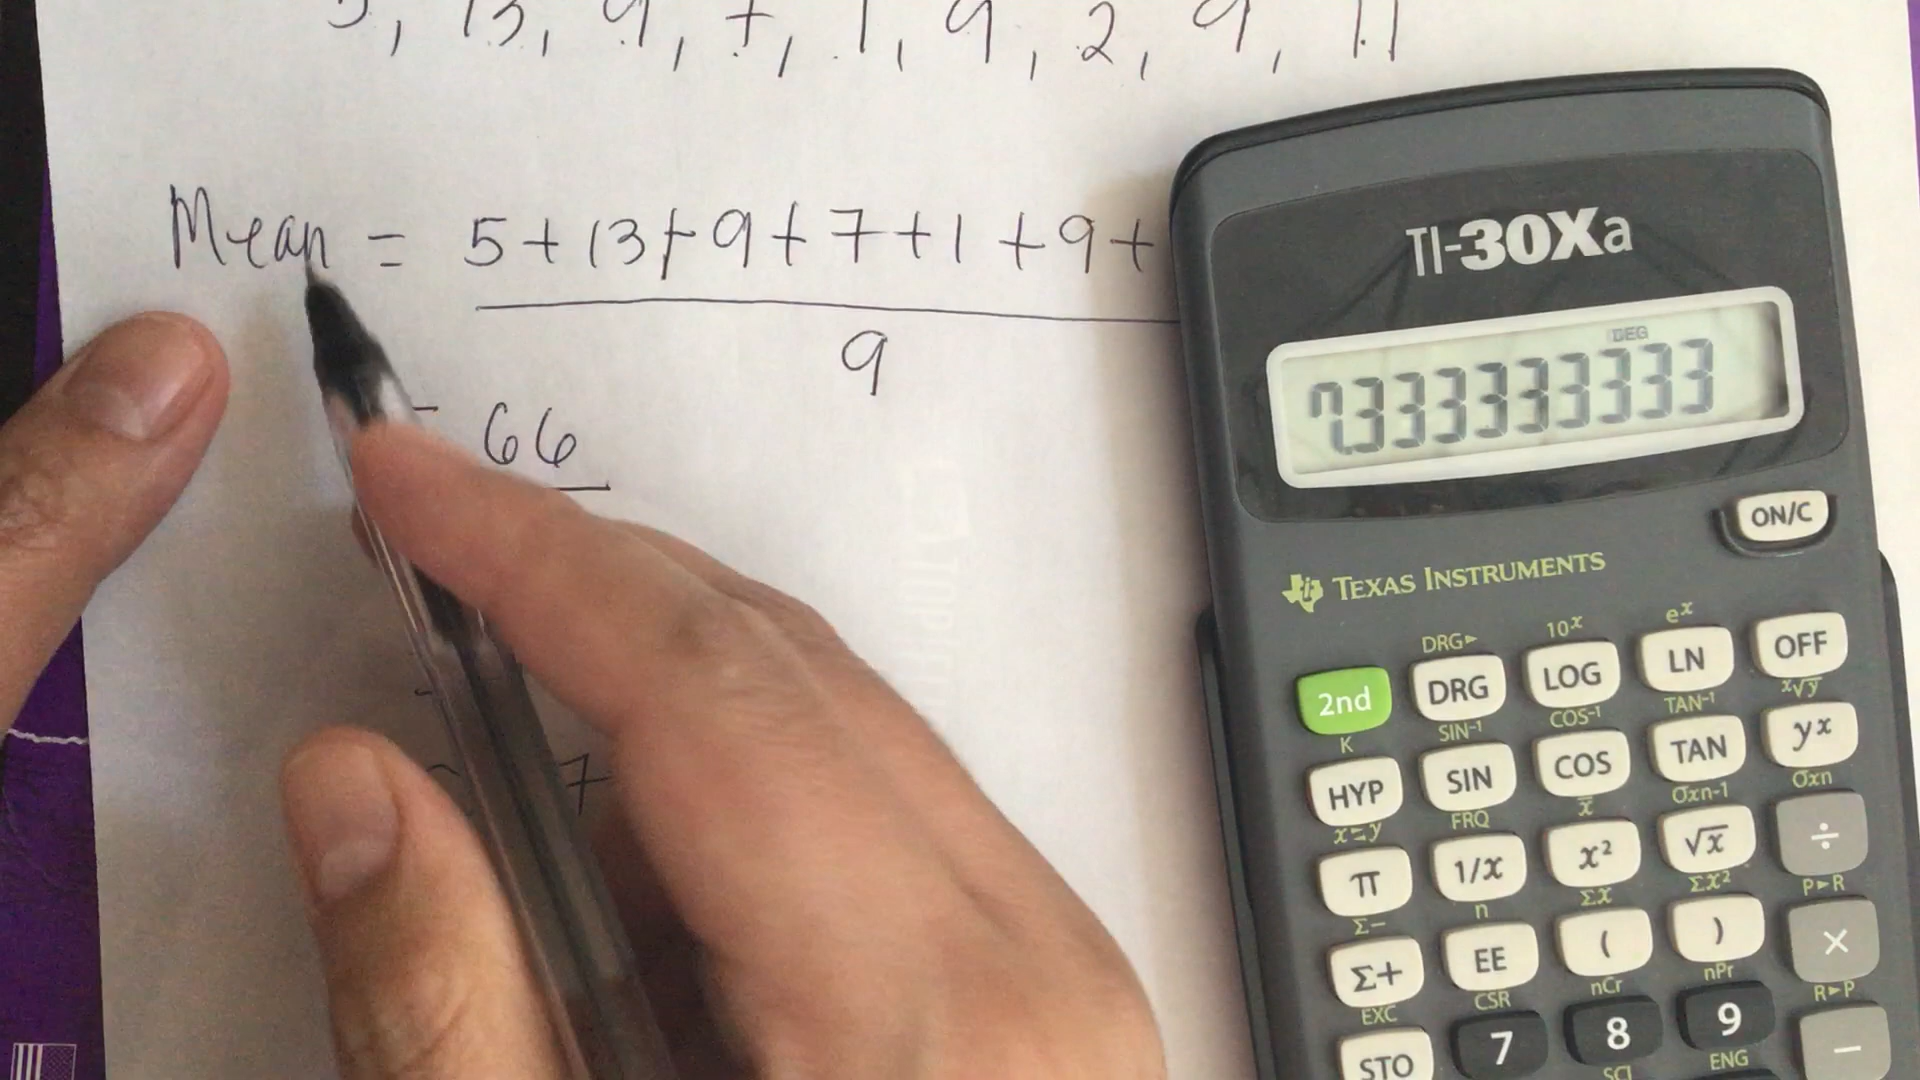 5, 13, 9, 7, 1, 9, 2, 9, 11
Mean = 5+13+9+7+1+9+
9
= 66
7
TI-30Xa
DEG
7.333333333
ON/C
TEXAS INSTRUMENTS
DRG► 10ˣ eˣ
2nd DRG LOG LN OFF
K SIN⁻¹ COS⁻¹ TAN⁻¹ ˣ√y
HYP SIN COS TAN yˣ
x⇄y FRQ x̄ σxn-1 σxn
π 1/x x² √x ÷
Σ− n Σx Σx² P►R
Σ+ EE ( ) ×
EXC CSR nCr nPr R►P
STO 7 8 9 −
SCI ENG